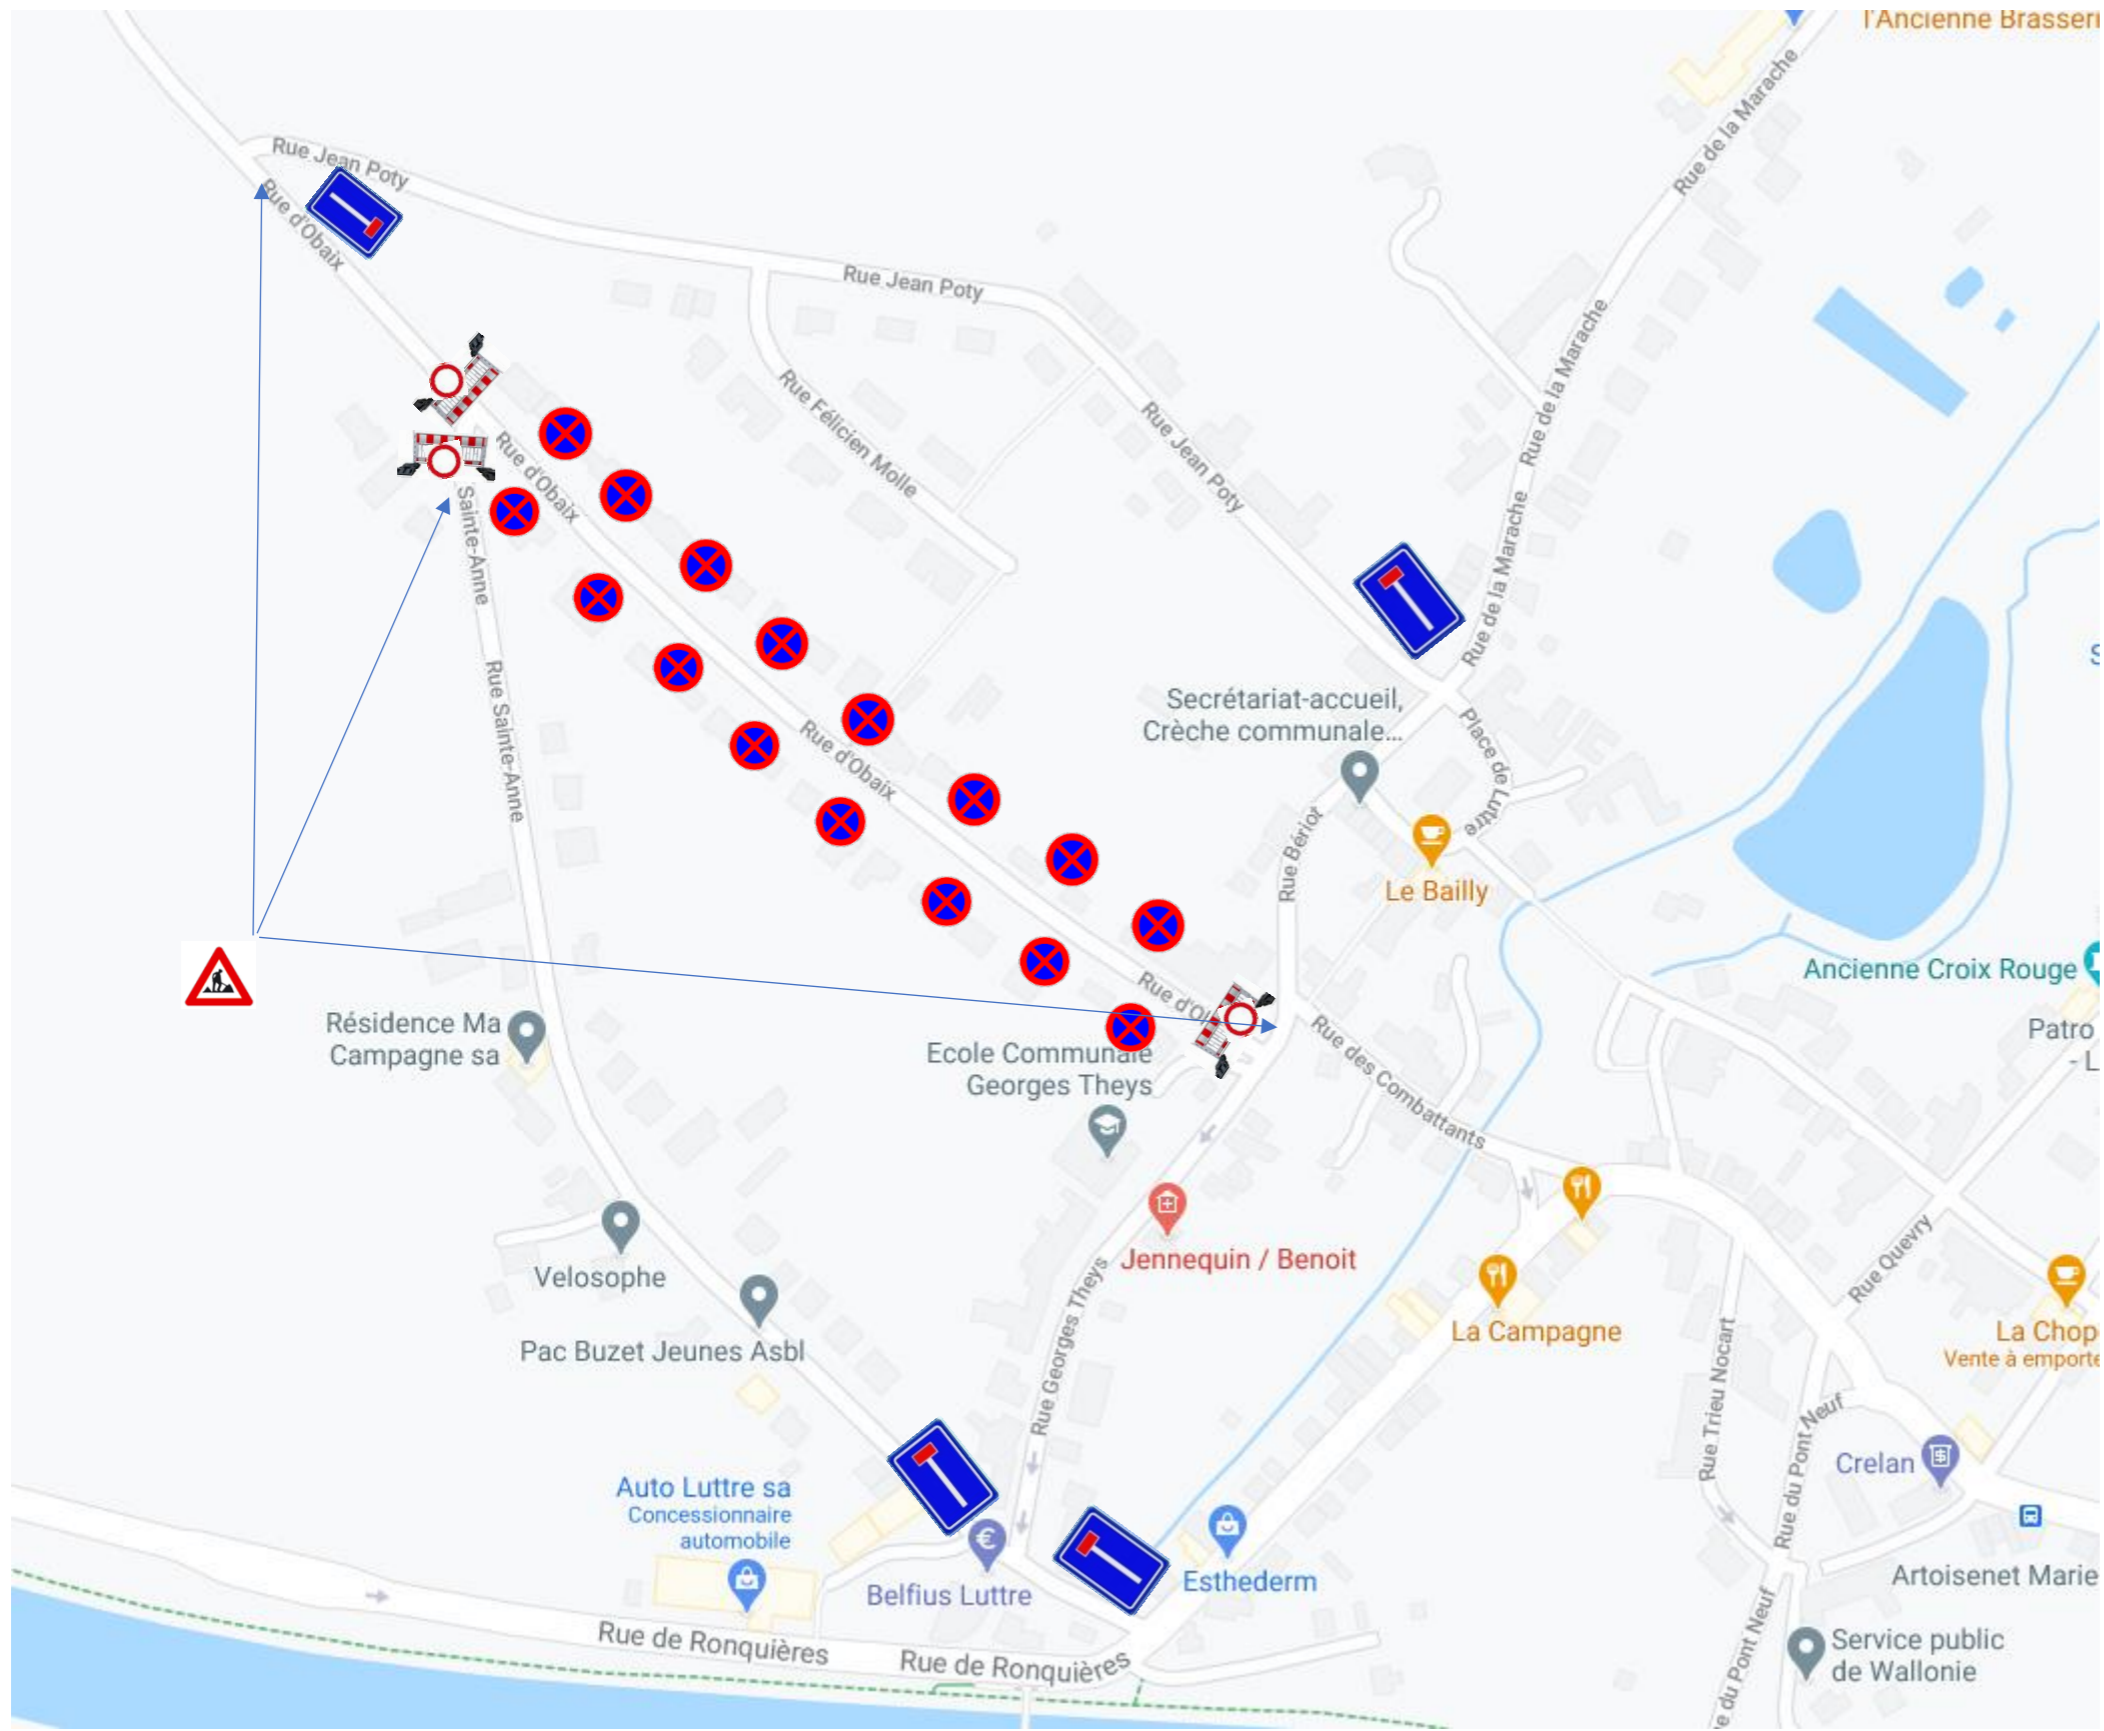 l'Ancienne Brasseri
Rue de la Marache
Rue Jean Poty
Rue d'Obaix
Rue Jean Poty
Rue de la Marache
Rue Félicien Molle
Rue Jean Poty
Rue d'Obaix
Sainte-Anne
Rue de la Marache
Rue Sainte-Anne
Secrétariat-accueil,
Crèche communale...
Place de Luttre
Rue d'Obaix
Rue Bériot
Le Bailly
Ancienne Croix Rouge
Rue d'Ol
Résidence Ma
Campagne sa
Ecole Communale
Georges Theys
Rue des Combattants
Patro
- L
Jennequin / Benoit
Velosophe
Rue Quevry
Rue Georges Theys
Pac Buzet Jeunes Asbl
La Campagne
La Chop
Vente à emporte
Rue Trieu Nocart
Rue du Pont Neuf
Crelan
Auto Luttre sa
Concessionnaire
automobile
Belfius Luttre
Esthederm
Artoisenet Marie
Rue de Ronquières
Rue de Ronquières
Service public
de Wallonie
e du Pont Neuf